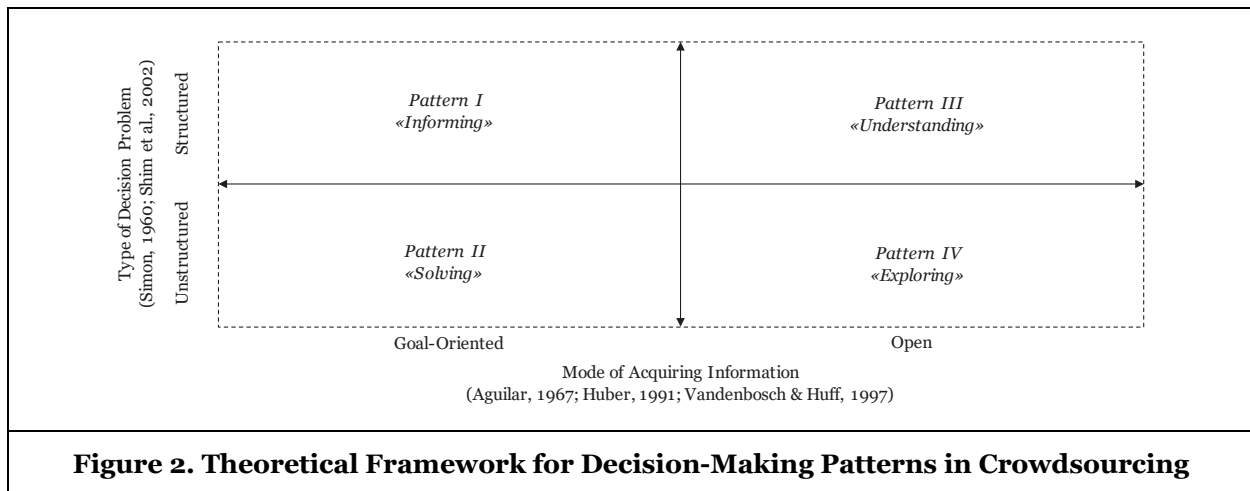 Type of Decision Problem
(Simon, 1960; Shim et al., 2002)
Structured
Unstructured
Pattern I
«Informing»
Pattern III
«Understanding»
Pattern II
«Solving»
Pattern IV
«Exploring»
Goal-Oriented
Open
Mode of Acquiring Information
(Aguilar, 1967; Huber, 1991; Vandenbosch & Huff, 1997)
Figure 2. Theoretical Framework for Decision-Making Patterns in Crowdsourcing